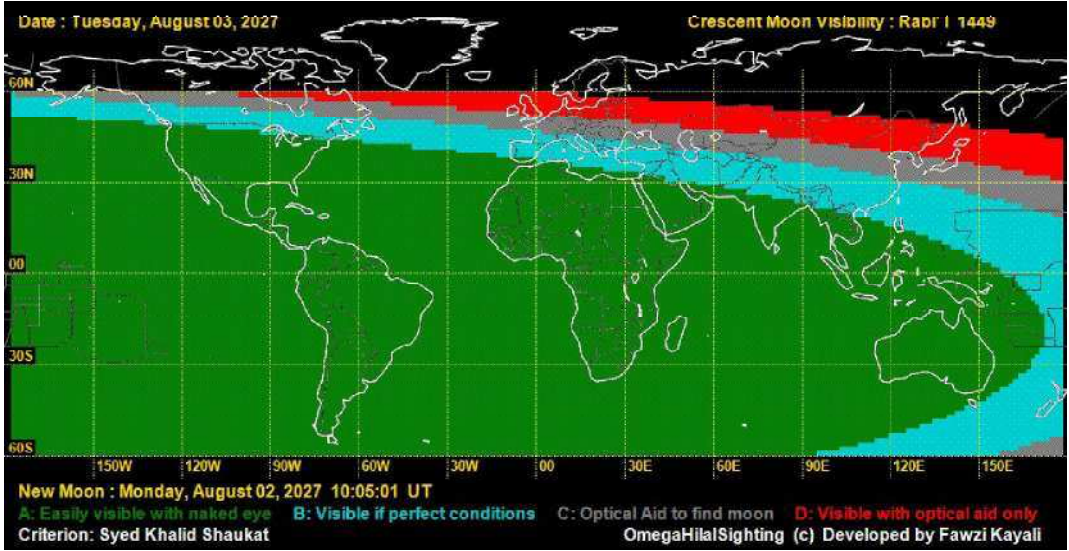 Date : Tuesday, August 03, 2027 Crescent Moon Visibility : Rabi' I 1449
60N
30N
00
30S
60S
150W 120W 90W 60W 30W 00 30E 60E 90E 120E 150E
New Moon : Monday, August 02, 2027 10:05:01 UT
A: Easily visible with naked eye B: Visible if perfect conditions C: Optical Aid to find moon D: Visible with optical aid only
Criterion: Syed Khalid Shaukat OmegaHilalSighting (c) Developed by Fawzi Kayali